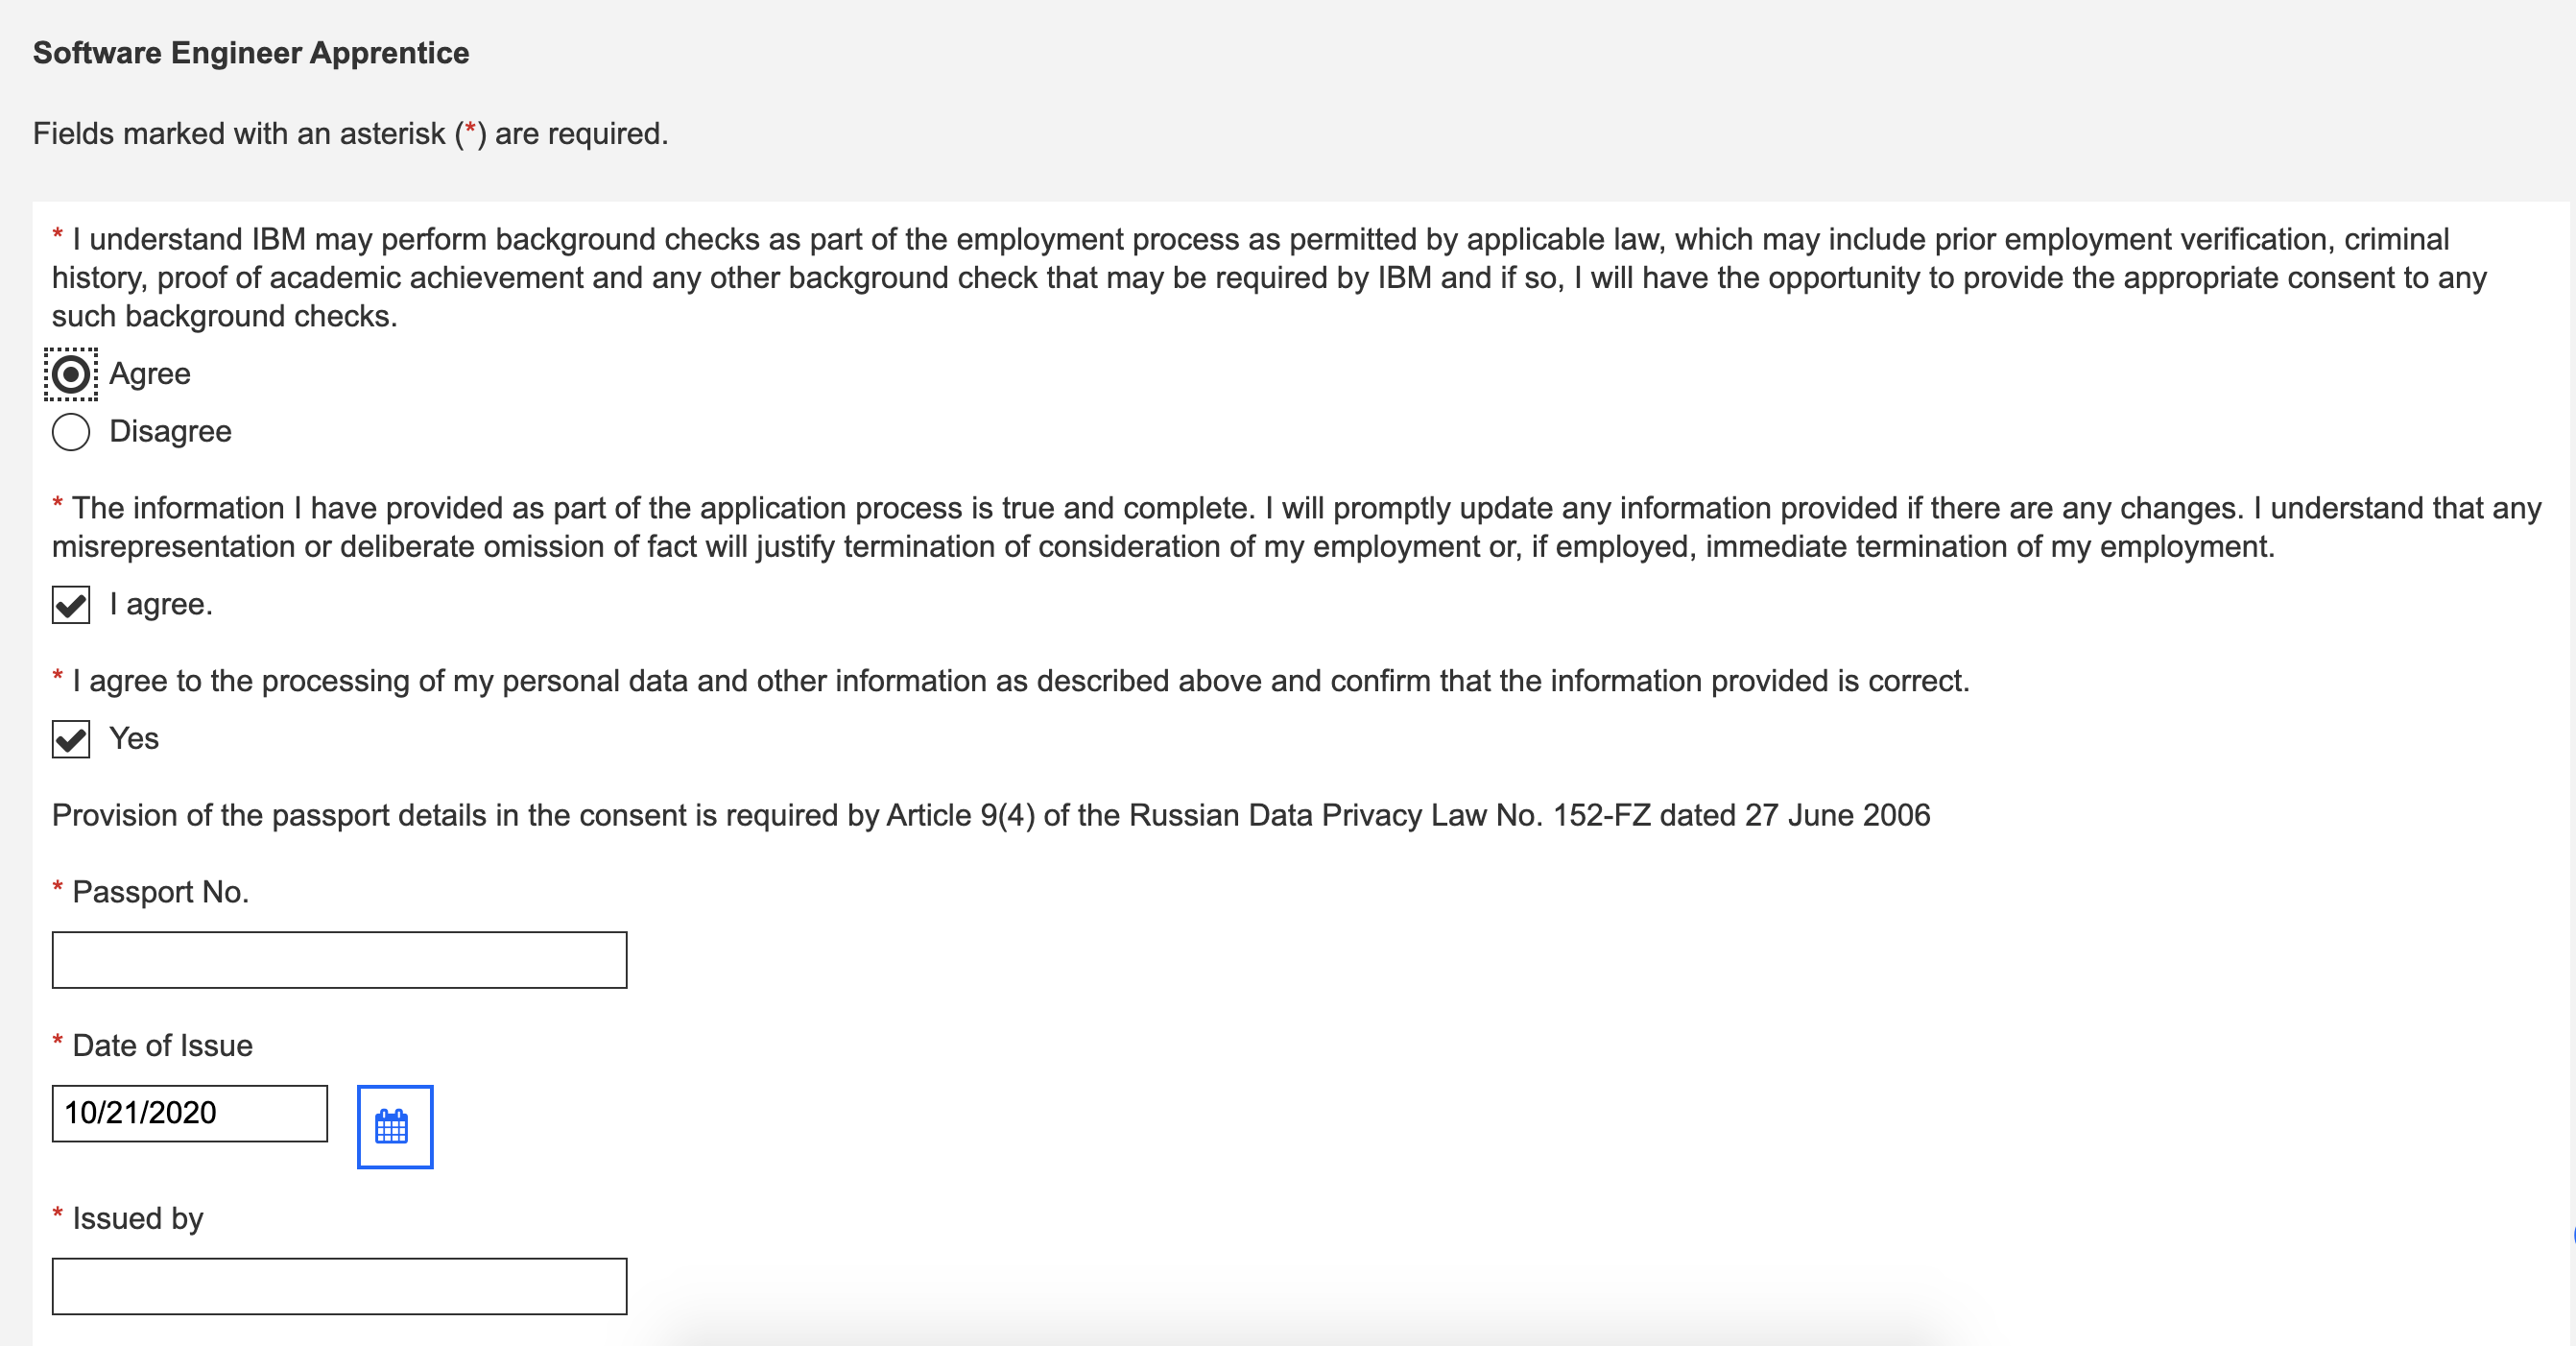 Software Engineer Apprentice
Fields marked with an asterisk (*) are required.
* I understand IBM may perform background checks as part of the employment process as permitted by applicable law, which may include prior employment verification, criminal
history, proof of academic achievement and any other background check that may be required by IBM and if so, I will have the opportunity to provide the appropriate consent to any
such background checks.
Agree
Disagree
* The information I have provided as part of the application process is true and complete. I will promptly update any information provided if there are any changes. I understand that any
misrepresentation or deliberate omission of fact will justify termination of consideration of my employment or, if employed, immediate termination of my employment.
I agree.
* I agree to the processing of my personal data and other information as described above and confirm that the information provided is correct.
Yes
Provision of the passport details in the consent is required by Article 9(4) of the Russian Data Privacy Law No. 152-FZ dated 27 June 2006
* Passport No.
* Date of Issue
10/21/2020
* Issued by